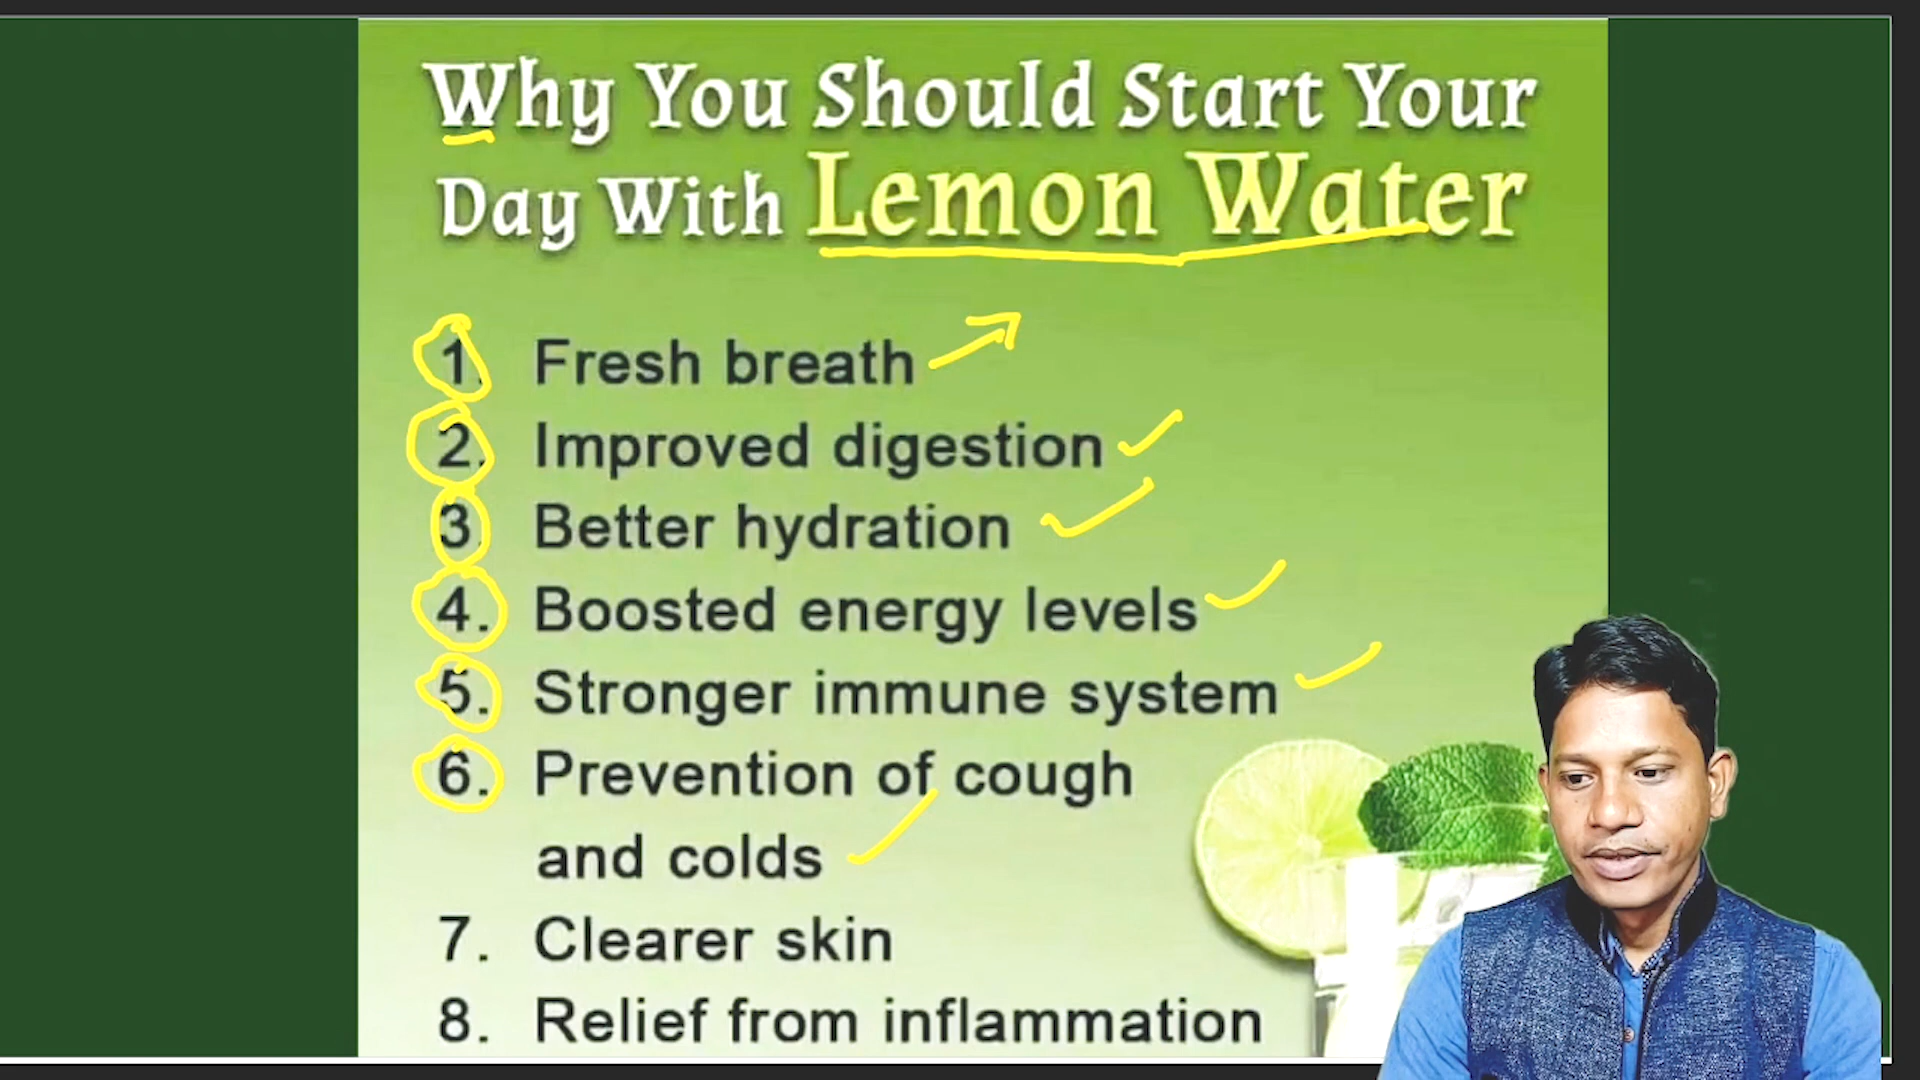 Why You Should Start Your
Day With Lemon Water
1. Fresh breath
2. Improved digestion
3. Better hydration
4. Boosted energy levels
5. Stronger immune system
6. Prevention of cough
and colds
7. Clearer skin
8. Relief from inflammation